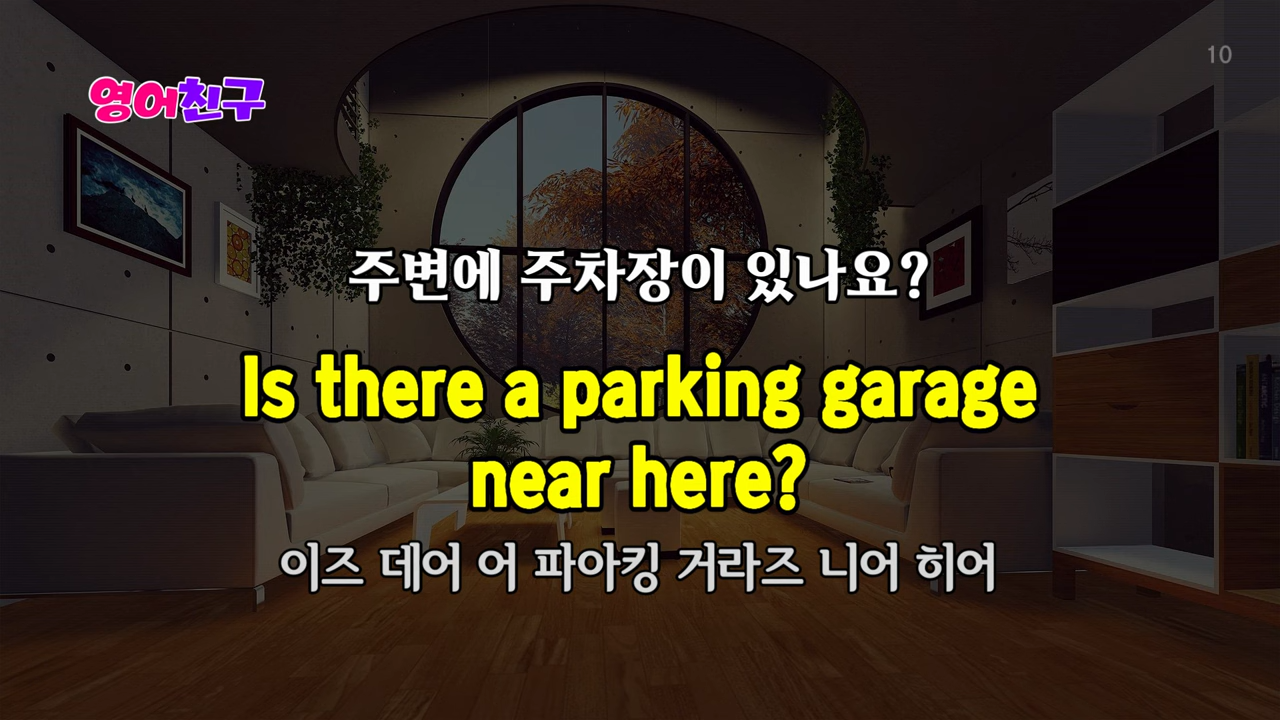 영어친구
10
주변에 주차장이 있나요?
Is there a parking garage
near here?
이즈 데어 어 파아킹 거라즈 니어 히어